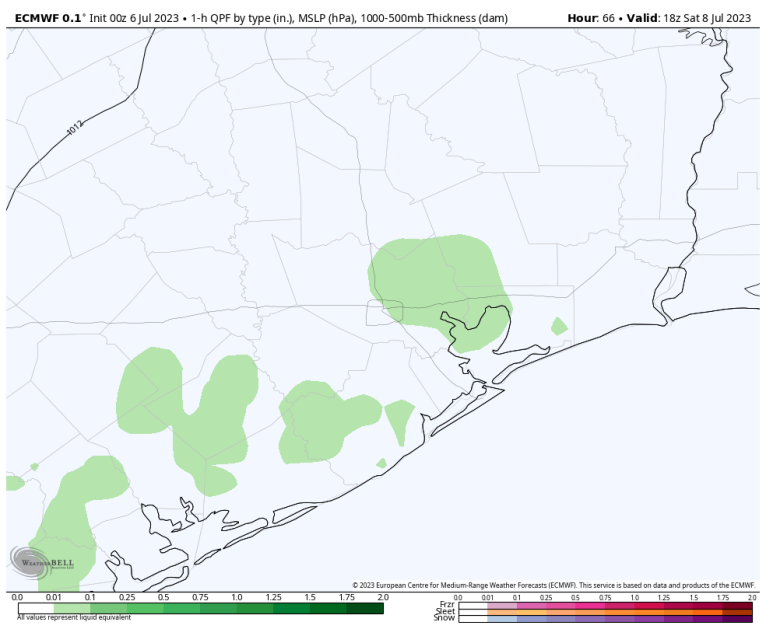 ECMWF 0.1° Init 00z 6 Jul 2023 • 1-h QPF by type (in.), MSLP (hPa), 1000-500mb Thickness (dam) Hour: 66 • Valid: 18z Sat 8 Jul 2023
1012
WEATHERBELL
© 2023 European Centre for Medium-Range Weather Forecasts (ECMWF). This service is based on data and products of the ECMWF.
0.0 0.01 0.1 0.25 0.5 0.75 1.0 1.25 1.5 1.75 2.0
All values represent liquid equivalent
0.0 0.01 0.1 0.25 0.5 0.75 1.0 1.25 1.5 1.75 2.0
Frzr
Sleet
Snow